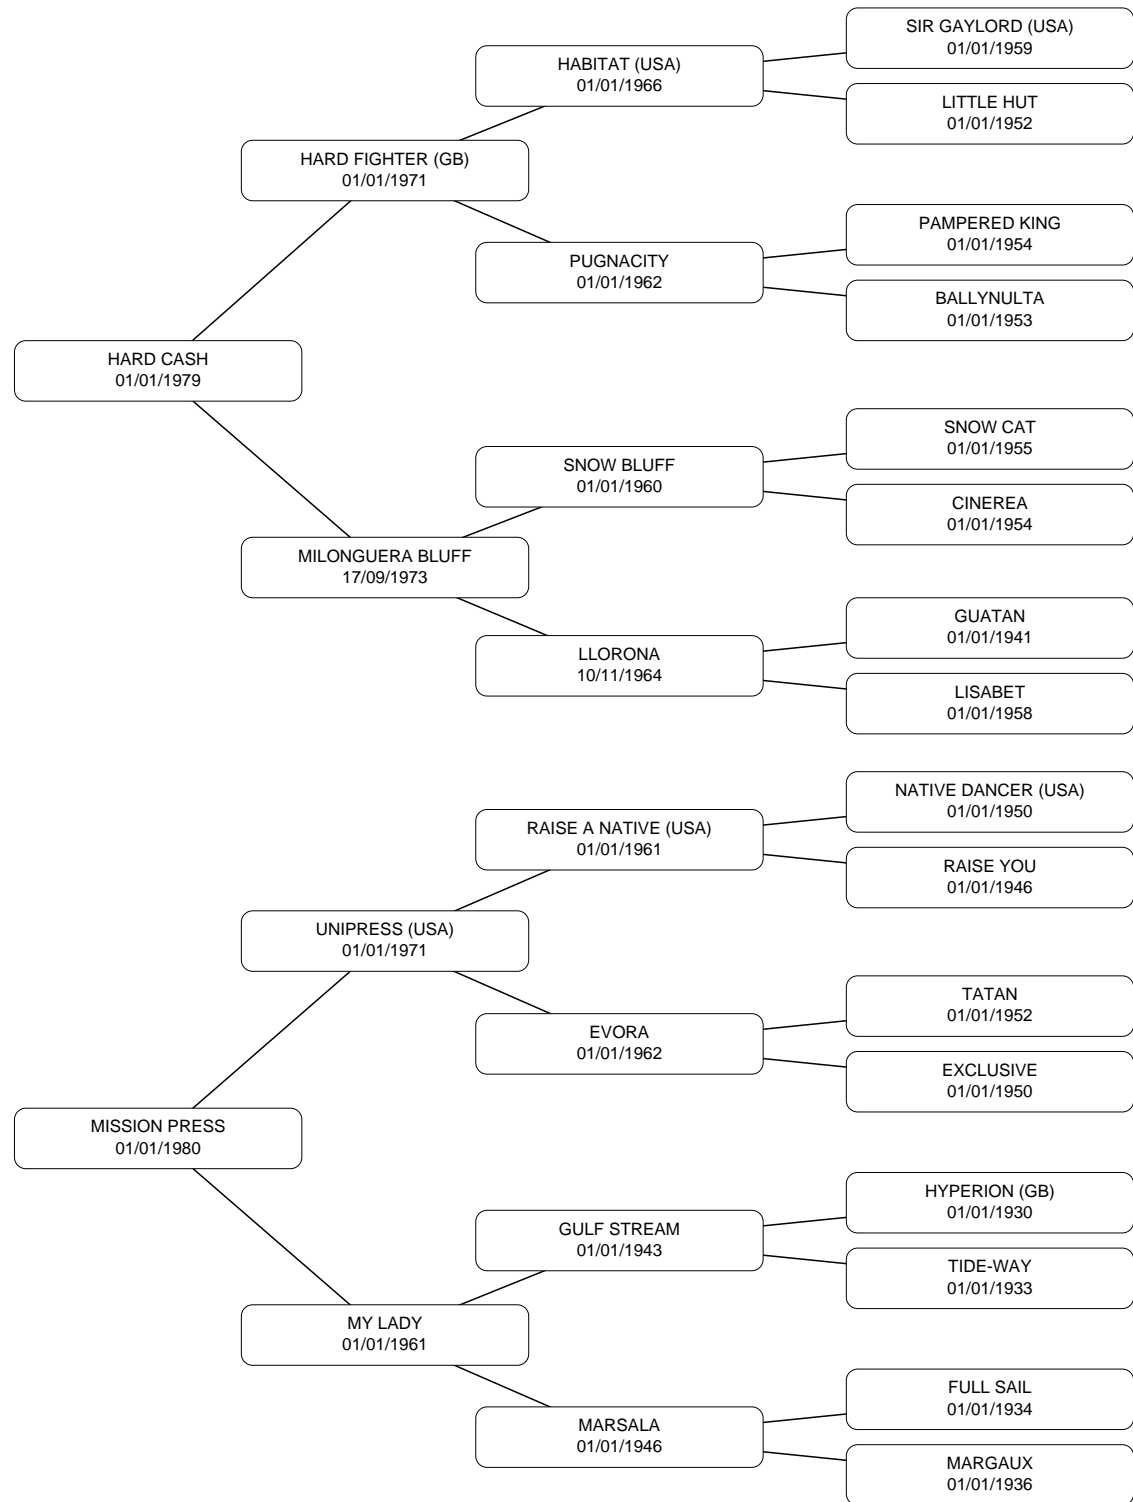 SIR GAYLORD (USA)
01/01/1959
HABITAT (USA)
01/01/1966
LITTLE HUT
01/01/1952
HARD FIGHTER (GB)
01/01/1971
PAMPERED KING
01/01/1954
PUGNACITY
01/01/1962
BALLYNULTA
01/01/1953
HARD CASH
01/01/1979
SNOW CAT
01/01/1955
SNOW BLUFF
01/01/1960
CINEREA
01/01/1954
MILONGUERA BLUFF
17/09/1973
GUATAN
01/01/1941
LLORONA
10/11/1964
LISABET
01/01/1958
NATIVE DANCER (USA)
01/01/1950
RAISE A NATIVE (USA)
01/01/1961
RAISE YOU
01/01/1946
UNIPRESS (USA)
01/01/1971
TATAN
01/01/1952
EVORA
01/01/1962
EXCLUSIVE
01/01/1950
MISSION PRESS
01/01/1980
HYPERION (GB)
01/01/1930
GULF STREAM
01/01/1943
TIDE-WAY
01/01/1933
MY LADY
01/01/1961
FULL SAIL
01/01/1934
MARSALA
01/01/1946
MARGAUX
01/01/1936